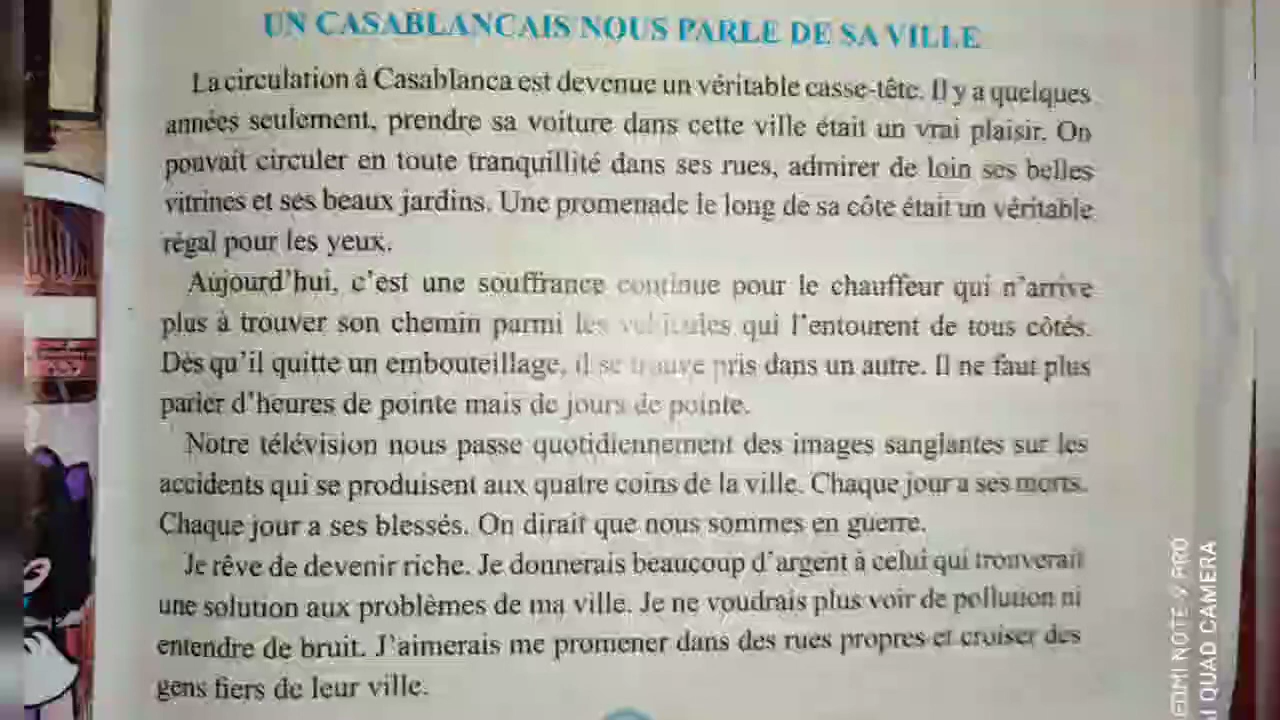 UN CASABLANCAIS NOUS PARLE DE SA VILLE
La circulation à Casablanca est devenue un véritable casse-tête. Il y a quelques
années seulement, prendre sa voiture dans cette ville était un vrai plaisir. On
pouvait circuler en toute tranquillité dans ses rues, admirer de loin ses belles
vitrines et ses beaux jardins. Une promenade le long de sa côte était un véritable
régal pour les yeux.
Aujourd'hui, c'est une souffrance continue pour le chauffeur qui n'arrive
plus à trouver son chemin parmi les véhicules qui l'entourent de tous côtés.
Dès qu'il quitte un embouteillage, il se trouve pris dans un autre. Il ne faut plus
parler d'heures de pointe mais de jours de pointe.
Notre télévision nous passe quotidiennement des images sanglantes sur les
accidents qui se produisent aux quatre coins de la ville. Chaque jour a ses morts.
Chaque jour a ses blessés. On dirait que nous sommes en guerre.
Je rêve de devenir riche. Je donnerais beaucoup d'argent à celui qui trouverait
une solution aux problèmes de ma ville. Je ne voudrais plus voir de pollution ni
entendre de bruit. J'aimerais me promener dans des rues propres et croiser des
gens fiers de leur ville.
NOTE 9 PRO
QUAD CAMERA